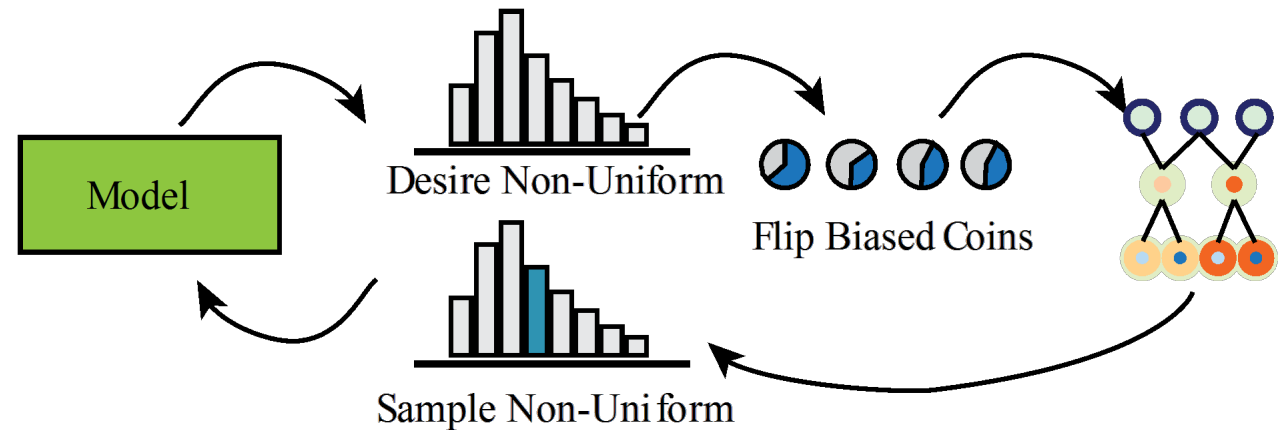 Model
Desire Non-Uniform
Flip Biased Coins
Sample Non-Uniform